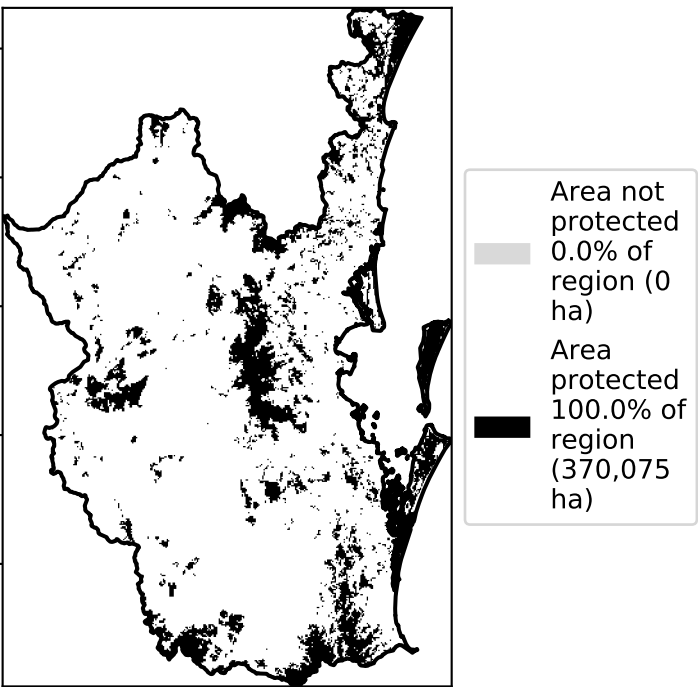 Area not
protected
0.0% of
region (0
ha)
Area
protected
100.0% of
region
(370,075
ha)